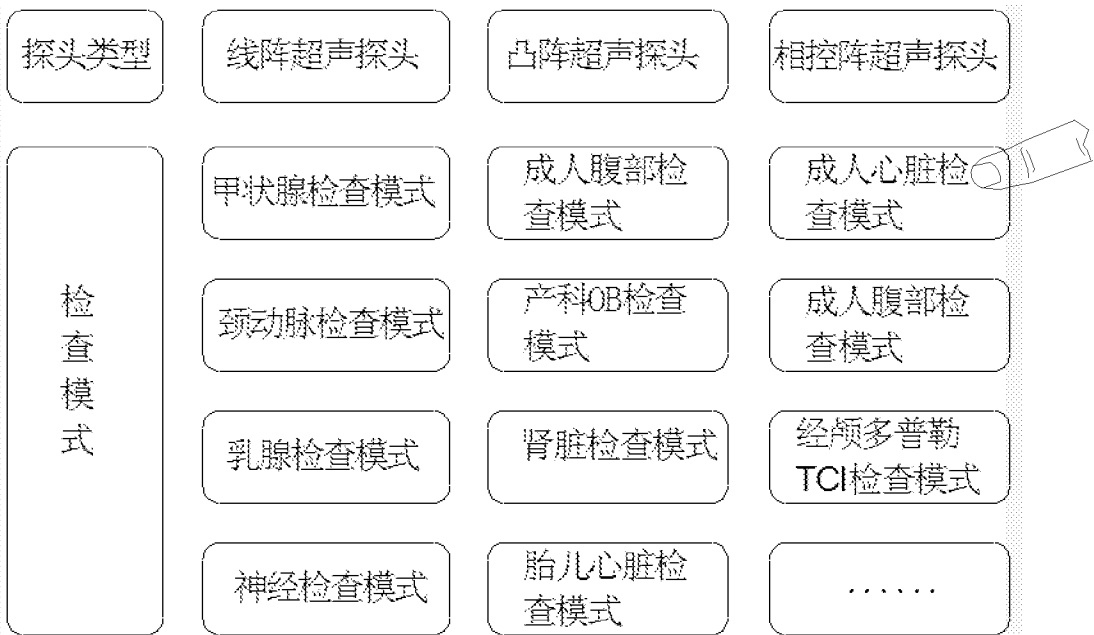 探头类型
线阵超声探头
凸阵超声探头
相控阵超声探头
检
查
模
式
甲状腺检查模式
成人腹部检
查模式
成人心脏检
查模式
颈动脉检查模式
产科OB检查
模式
成人腹部检
查模式
乳腺检查模式
肾脏检查模式
经颅多普勒
TCI检查模式
神经检查模式
胎儿心脏检
查模式
......